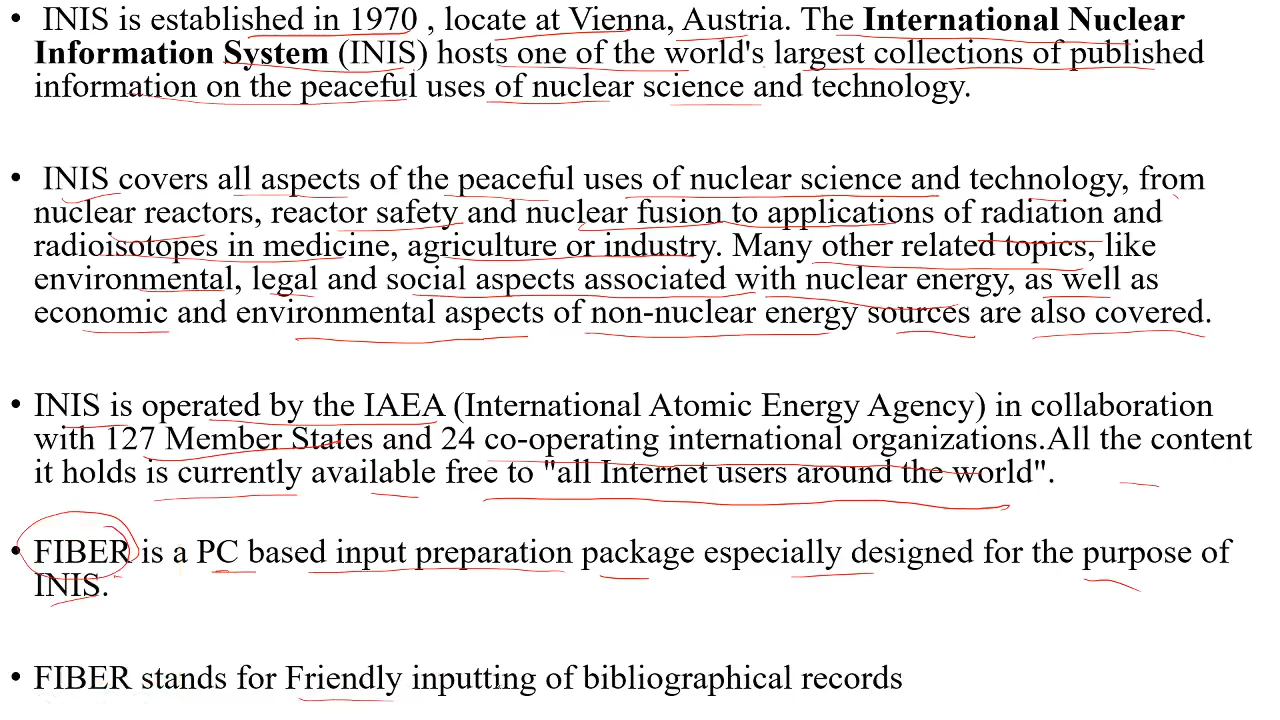 • INIS is established in 1970 , locate at Vienna, Austria. The International Nuclear
Information System (INIS) hosts one of the world's largest collections of published
information on the peaceful uses of nuclear science and technology.
• INIS covers all aspects of the peaceful uses of nuclear science and technology, from
nuclear reactors, reactor safety and nuclear fusion to applications of radiation and
radioisotopes in medicine, agriculture or industry. Many other related topics, like
environmental, legal and social aspects associated with nuclear energy, as well as
economic and environmental aspects of non-nuclear energy sources are also covered.
• INIS is operated by the IAEA (International Atomic Energy Agency) in collaboration
with 127 Member States and 24 co-operating international organizations.All the content
it holds is currently available free to "all Internet users around the world".
• FIBER is a PC based input preparation package especially designed for the purpose of
INIS.
• FIBER stands for Friendly inputting of bibliographical records